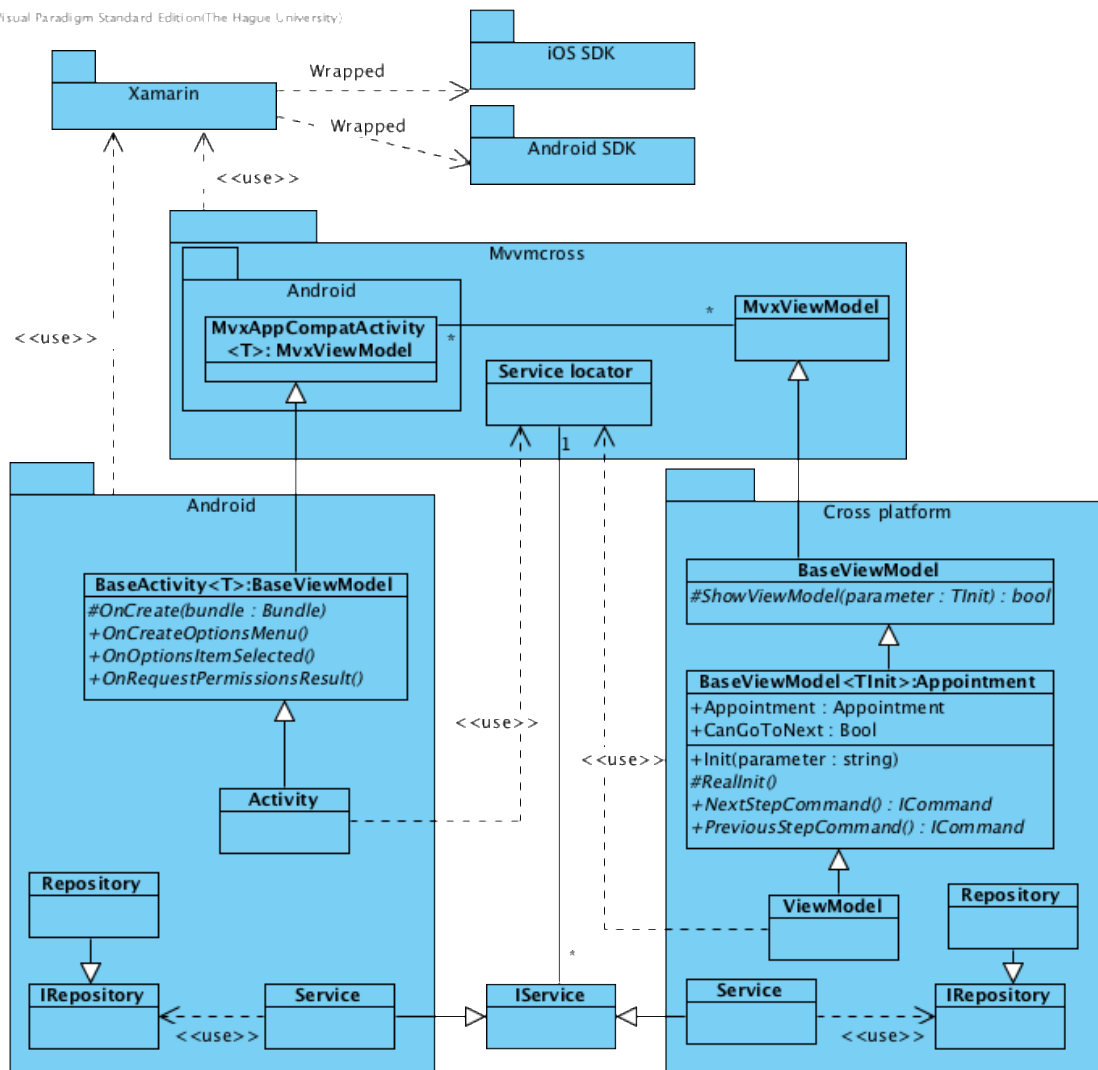 Visual Paradigm Standard Edition(The Hague University)
iOS SDK
Wrapped
Xamarin
Wrapped
Android SDK
<<use>>
Mvvmcross
Android
MvxAppCompatActivity
<T>: MvxViewModel
*
*
MvxViewModel
<<use>>
Service locator
1
Android
Cross platform
BaseActivity<T>:BaseViewModel
#OnCreate(bundle : Bundle)
+OnCreateOptionsMenu()
+OnOptionsItemSelected()
+OnRequestPermissionsResult()
BaseViewModel
#ShowViewModel(parameter : TInit) : bool
BaseViewModel<TInit>:Appointment
+Appointment : Appointment
+CanGoToNext : Bool
+Init(parameter : string)
#RealInit()
+NextStepCommand() : ICommand
+PreviousStepCommand() : ICommand
<<use>>
<<use>>
Activity
Repository
ViewModel
Repository
*
IRepository
Service
IService
Service
IRepository
<<use>>
<<use>>